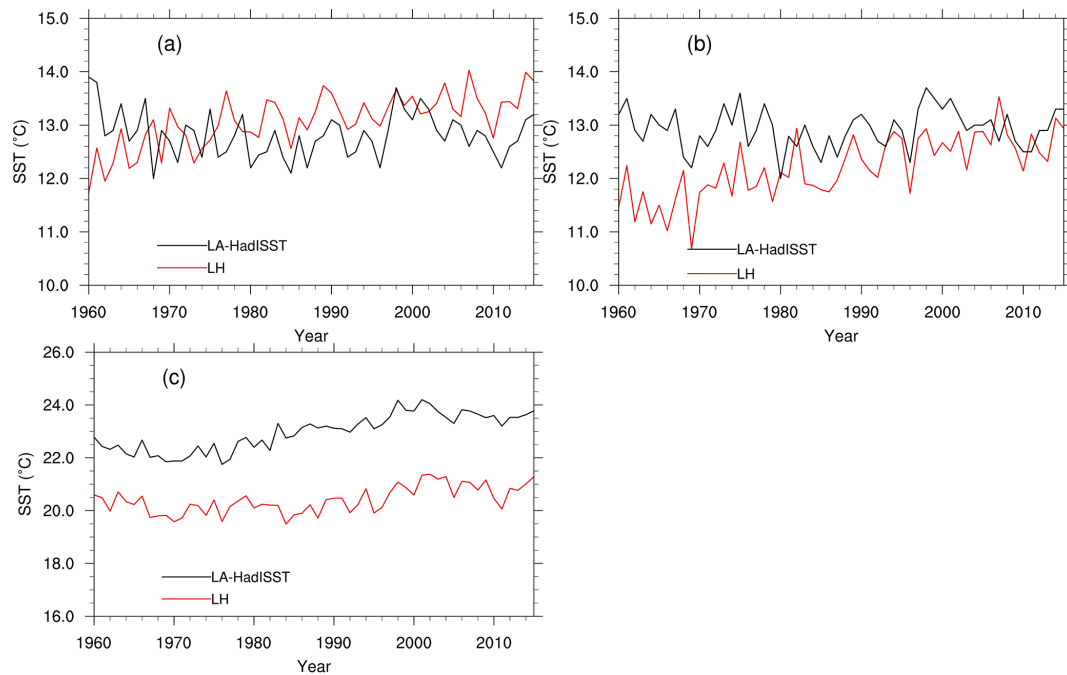 15.0
14.0
13.0
12.0
11.0
10.0
SST (°C)
(a)
LA-HadISST
LH
1960 1970 1980 1990 2000 2010
Year
15.0
14.0
13.0
12.0
11.0
10.0
SST (°C)
(b)
LA-HadISST
LH
1960 1970 1980 1990 2000 2010
Year
26.0
24.0
22.0
20.0
18.0
16.0
SST (°C)
(c)
LA-HadISST
LH
1960 1970 1980 1990 2000 2010
Year